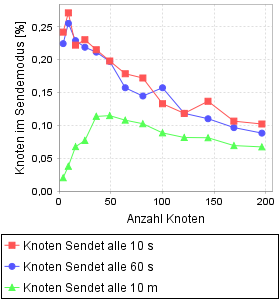 Knoten im Sendemodus [%]
0,25
0,20
0,15
0,10
0,05
0,00
0
50
100
150
200
Anzahl Knoten
Knoten Sendet alle 10 s
Knoten Sendet alle 60 s
Knoten Sendet alle 10 m